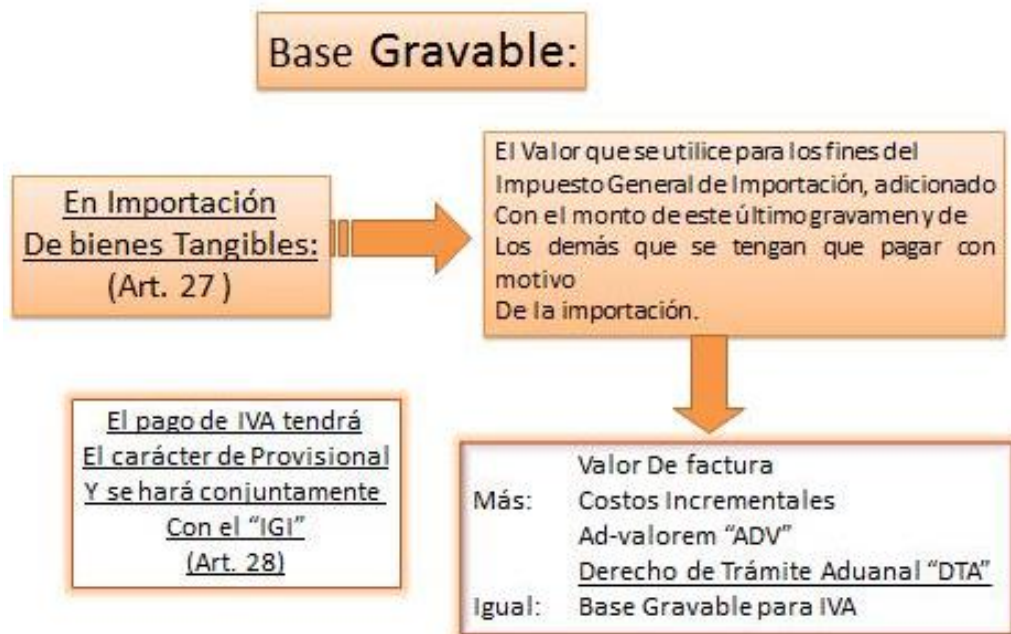 Base Gravable:
En Importación
De bienes Tangibles:
(Art. 27 )
El Valor que se utilice para los fines del
Impuesto General de Importación, adicionado
Con el monto de este último gravamen y de
Los demás que se tengan que pagar con
motivo
De la importación.
El pago de IVA tendrá
El carácter de Provisional
Y se hará conjuntamente
Con el “IGI”
(Art. 28)
Valor De factura
Más: Costos Incrementales
Ad-valorem “ADV”
Derecho de Trámite Aduanal “DTA”
Igual: Base Gravable para IVA